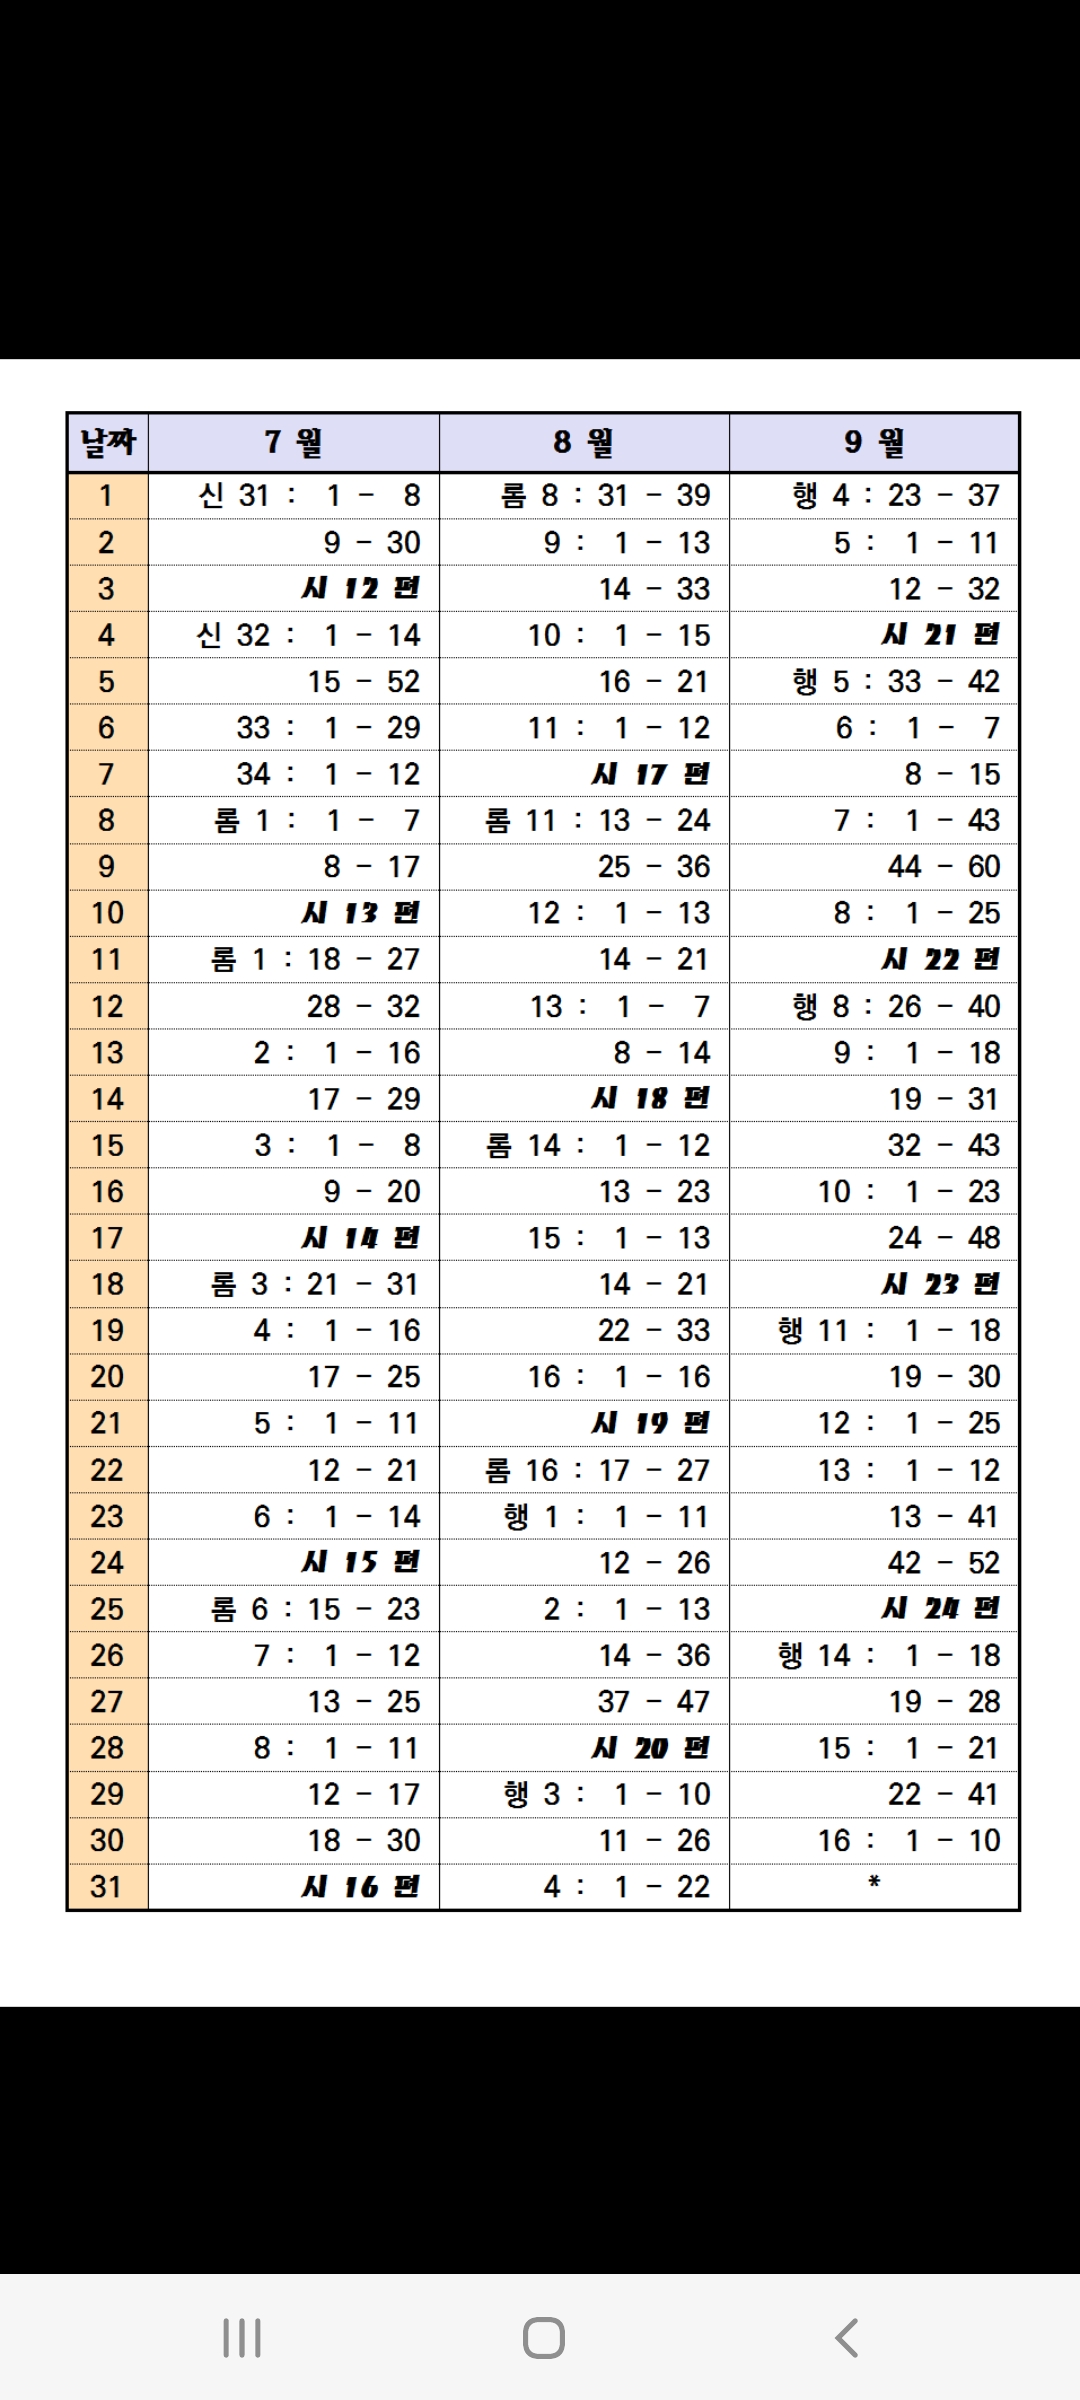 날짜 7 월 8 월 9 월
1 신 31 : 1 - 8 롬 8 : 31 - 39 행 4 : 23 - 37
2 9 - 30 9 : 1 - 13 5 : 1 - 11
3 시 12 편 14 - 33 12 - 32
4 신 32 : 1 - 14 10 : 1 - 15 시 21 편
5 15 - 52 16 - 21 행 5 : 33 - 42
6 33 : 1 - 29 11 : 1 - 12 6 : 1 - 7
7 34 : 1 - 12 시 17 편 8 - 15
8 롬 1 : 1 - 7 롬 11 : 13 - 24 7 : 1 - 43
9 8 - 17 25 - 36 44 - 60
10 시 13 편 12 : 1 - 13 8 : 1 - 25
11 롬 1 : 18 - 27 14 - 21 시 22 편
12 28 - 32 13 : 1 - 7 행 8 : 26 - 40
13 2 : 1 - 16 8 - 14 9 : 1 - 18
14 17 - 29 시 18 편 19 - 31
15 3 : 1 - 8 롬 14 : 1 - 12 32 - 43
16 9 - 20 13 - 23 10 : 1 - 23
17 시 14 편 15 : 1 - 13 24 - 48
18 롬 3 : 21 - 31 14 - 21 시 23 편
19 4 : 1 - 16 22 - 33 행 11 : 1 - 18
20 17 - 25 16 : 1 - 16 19 - 30
21 5 : 1 - 11 시 19 편 12 : 1 - 25
22 12 - 21 롬 16 : 17 - 27 13 : 1 - 12
23 6 : 1 - 14 행 1 : 1 - 11 13 - 41
24 시 15 편 12 - 26 42 - 52
25 롬 6 : 15 - 23 2 : 1 - 13 시 24 편
26 7 : 1 - 12 14 - 36 행 14 : 1 - 18
27 13 - 25 37 - 47 19 - 28
28 8 : 1 - 11 시 20 편 15 : 1 - 21
29 12 - 17 행 3 : 1 - 10 22 - 41
30 18 - 30 11 - 26 16 : 1 - 10
31 시 16 편 4 : 1 - 22 *